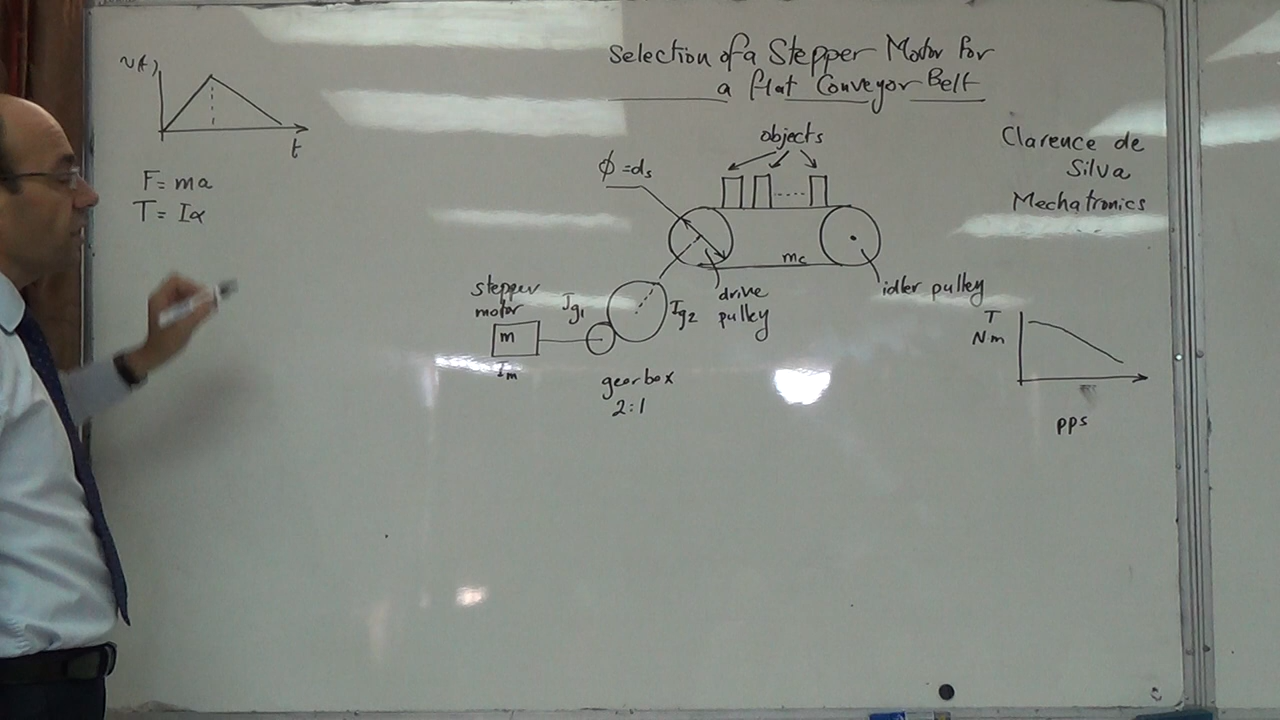 Selection of a Stepper Motor for
a flat Conveyor Belt
v(t)
t
F = ma
T = Iα
objects
ϕ = ds
Clarence de
Silva
Mechatronics
mc
idler pulley
drive
pulley
stepper
motor
Jg1
Ig2
m
Im
gearbox
2:1
T
Nm
pps